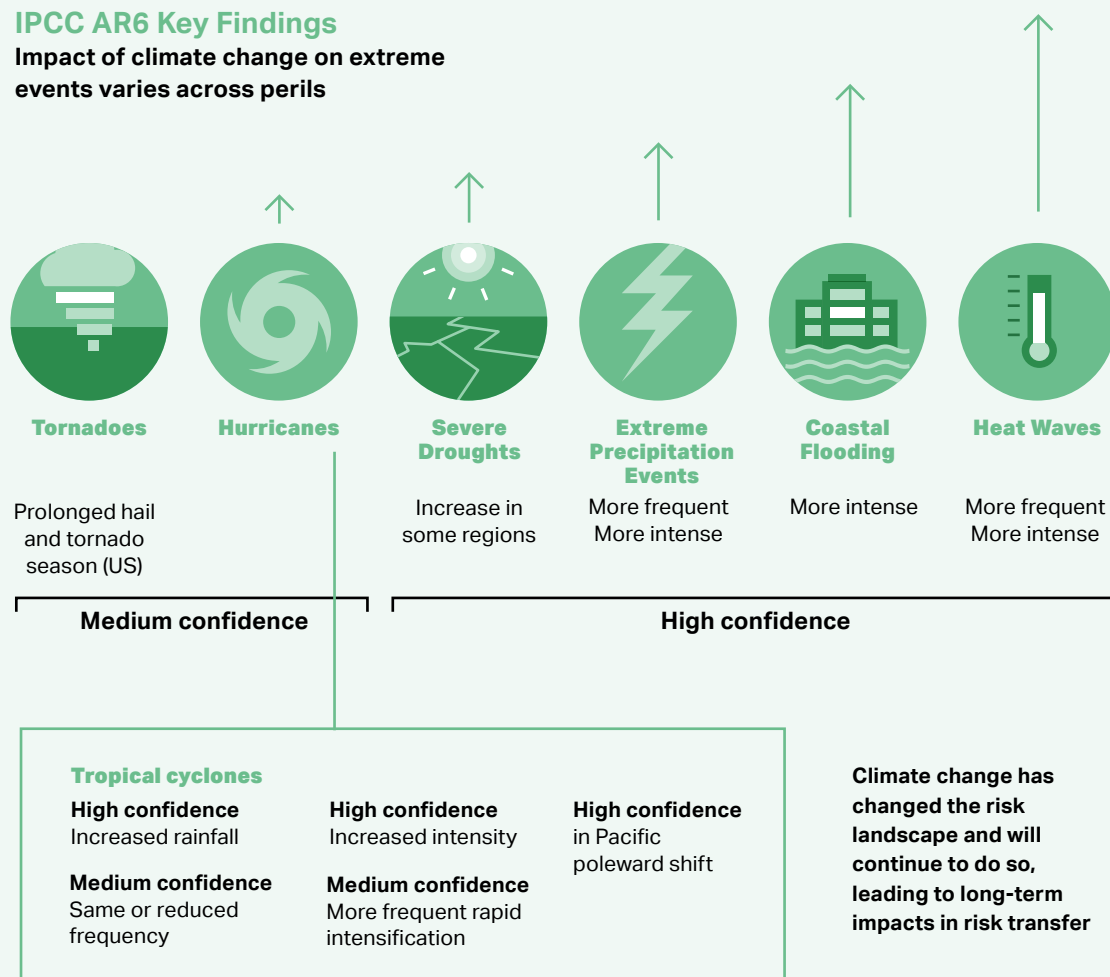 IPCC AR6 Key Findings
Impact of climate change on extreme
events varies across perils
Tornadoes
Prolonged hail
and tornado
season (US)
Hurricanes
Severe
Droughts
Increase in
some regions
Extreme
Precipitation
Events
More frequent
More intense
Coastal
Flooding
More intense
Heat Waves
More frequent
More intense
Medium confidence
High confidence
Tropical cyclones
High confidence
Increased rainfall
Medium confidence
Same or reduced
frequency
High confidence
Increased intensity
Medium confidence
More frequent rapid
intensification
High confidence
in Pacific
poleward shift
Climate change has
changed the risk
landscape and will
continue to do so,
leading to long-term
impacts in risk transfer